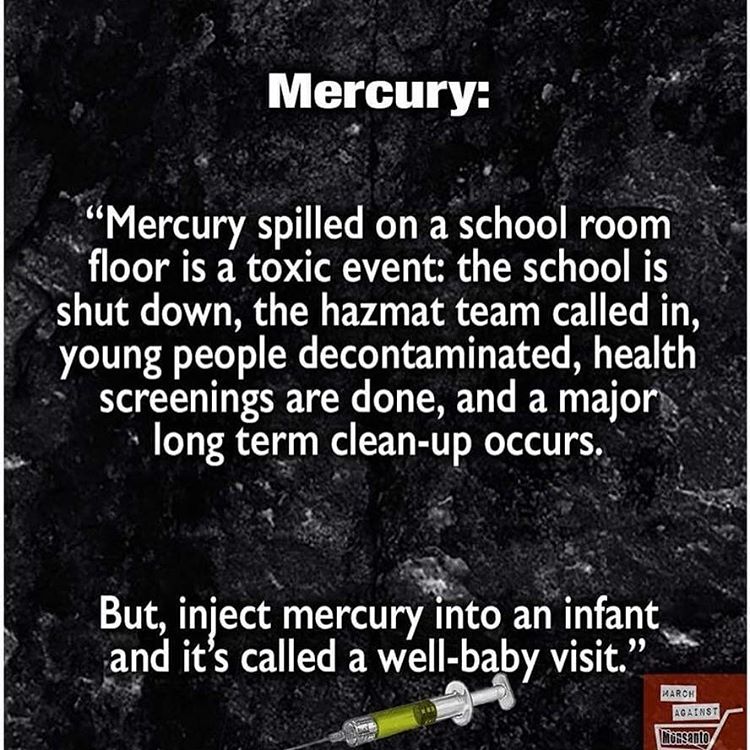 Mercury:
“Mercury spilled on a school room
floor is a toxic event: the school is
shut down, the hazmat team called in,
young people decontaminated, health
screenings are done, and a major
long term clean-up occurs.
But, inject mercury into an infant
and it’s called a well-baby visit.”
MARCH
AGAINST
Monsanto